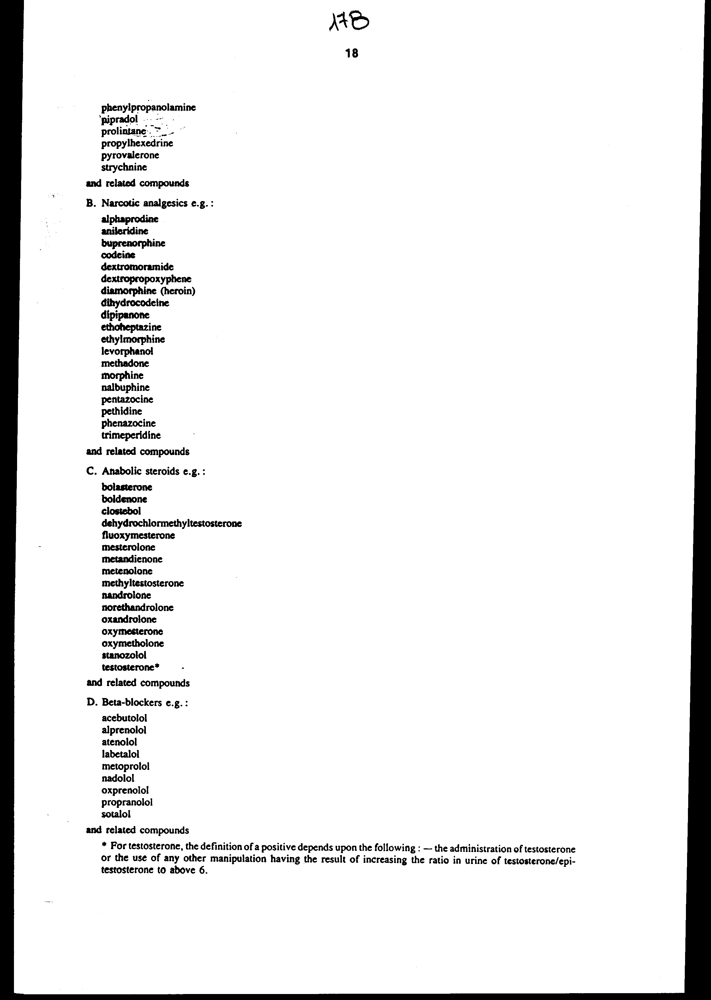 178
18
phenylpropanolamine
pipradol
prolintane
propylhexedrine
pyrovalerone
strychnine
and related compounds
B. Narcotic analgesics e.g. :
alphaprodine
anileridine
buprenorphine
codeine
dextromoramide
dextropropoxyphene
diamorphine (heroin)
dihydrocodeine
dipipanone
ethoheptazine
ethylmorphine
levorphanol
methadone
morphine
nalbuphine
pentazocine
pethidine
phenazocine
trimeperidine
and related compounds
C. Anabolic steroids e.g. :
bolasterone
boldenone
clostebol
dehydrochlormethyltestosterone
fluoxymesterone
mesterolone
metandienone
metenolone
methyltestosterone
nandrolone
norethandrolone
oxandrolone
oxymesterone
oxymetholone
stanozolol
testosterone*
and related compounds
D. Beta-blockers e.g. :
acebutolol
alprenolol
atenolol
labetalol
metoprolol
nadolol
oxprenolol
propranolol
sotalol
and related compounds
* For testosterone, the definition of a positive depends upon the following : — the administration of testosterone
or the use of any other manipulation having the result of increasing the ratio in urine of testosterone/epi-
testosterone to above 6.